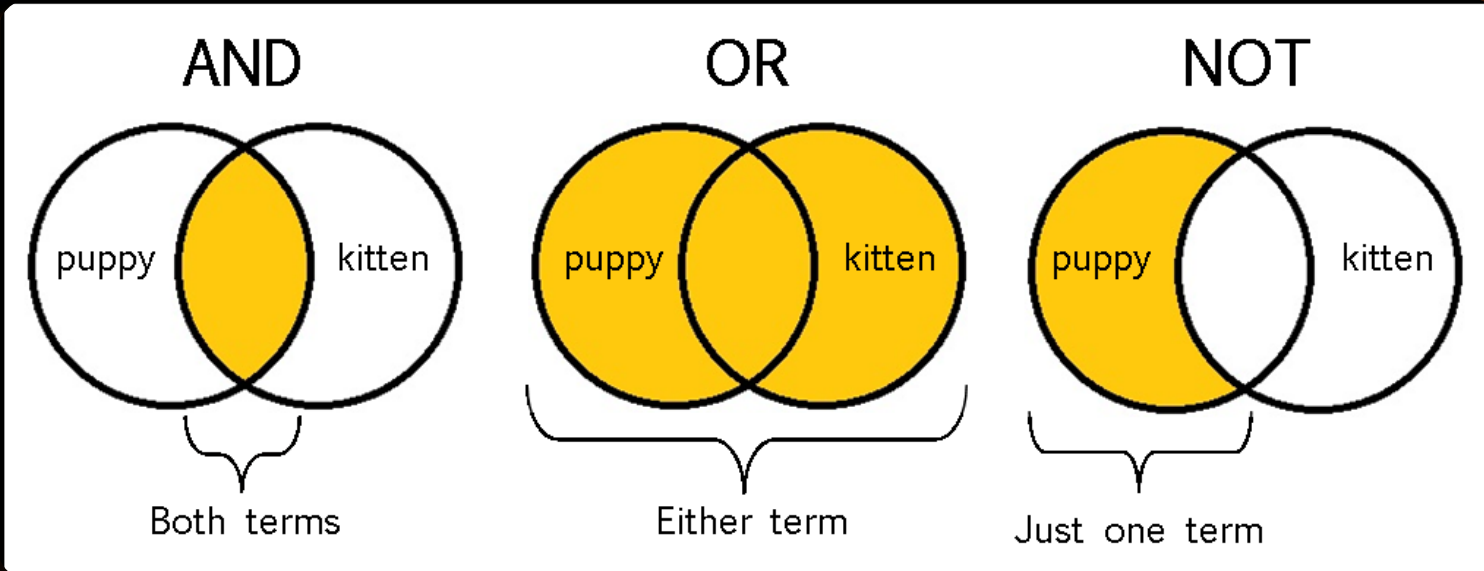 AND
puppy
kitten
Both terms
OR
puppy
kitten
Either term
NOT
puppy
kitten
Just one term